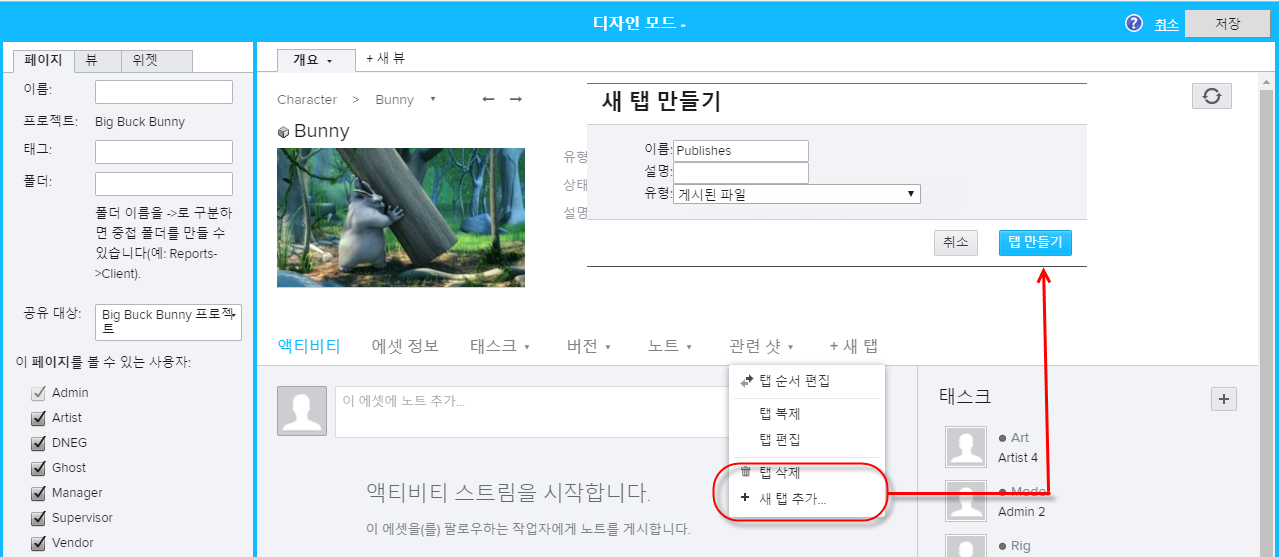 디자인 모드 -
? 취소 저장
페이지 뷰 위젯
이름:
프로젝트: Big Buck Bunny
태그:
폴더:
폴더 이름을 ->로 구분하
면 중첩 폴더를 만들 수
있습니다(예: Reports-
>Client).
공유 대상: Big Buck Bunny 프로젝
트
이 페이지를 볼 수 있는 사용자:
Admin
Artist
DNEG
Ghost
Manager
Supervisor
Vendor
개요 + 새 뷰
Character > Bunny
Bunny
유형
상태
설명
새 탭 만들기
이름: Publishes
설명:
유형: 게시된 파일
취소 탭 만들기
액티비티 에셋 정보 태스크 버전 노트 관련 샷 + 새 탭
탭 순서 편집
탭 복제
탭 편집
탭 삭제
+ 새 탭 추가...
이 에셋에 노트 추가...
액티비티 스트림을 시작합니다.
이 에셋을(를) 팔로우하는 작업자에게 노트를 게시합니다.
태스크 +
Art
Artist 4
Mode
Admin 2
Rig